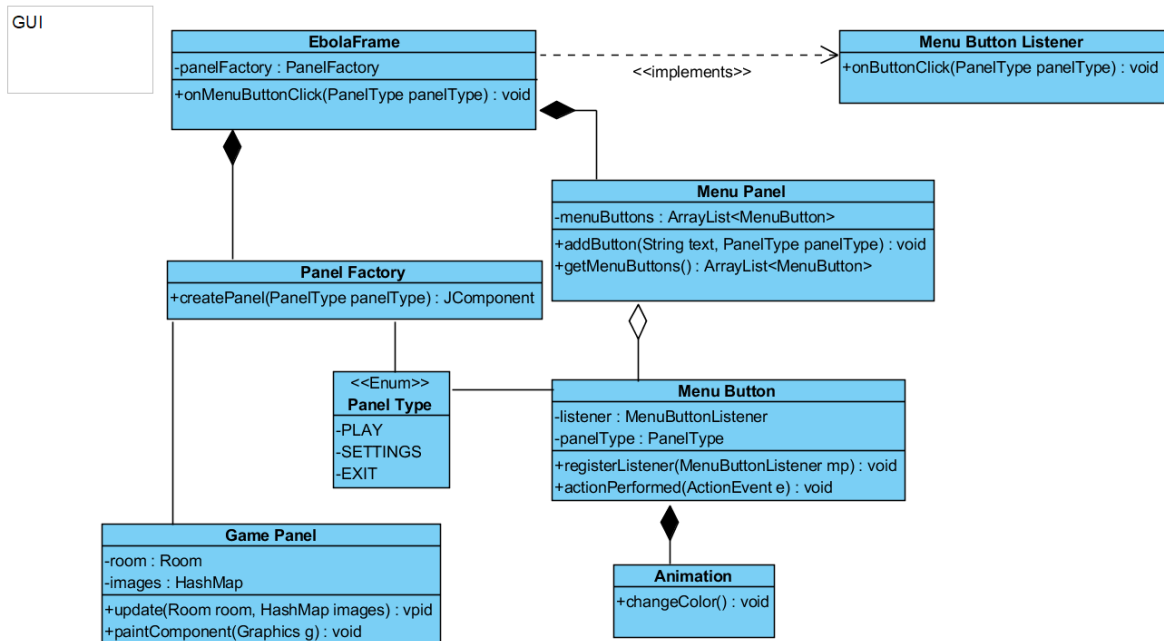 GUI
EbolaFrame
-panelFactory : PanelFactory
+onMenuButtonClick(PanelType panelType) : void
<<implements>>
Menu Button Listener
+onButtonClick(PanelType panelType) : void
Menu Panel
-menuButtons : ArrayList<MenuButton>
+addButton(String text, PanelType panelType) : void
+getMenuButtons() : ArrayList<MenuButton>
Panel Factory
+createPanel(PanelType panelType) : JComponent
<<Enum>>
Panel Type
-PLAY
-SETTINGS
-EXIT
Menu Button
-listener : MenuButtonListener
-panelType : PanelType
+registerListener(MenuButtonListener mp) : void
+actionPerformed(ActionEvent e) : void
Game Panel
-room : Room
-images : HashMap
+update(Room room, HashMap images) : vpid
+paintComponent(Graphics g) : void
Animation
+changeColor() : void